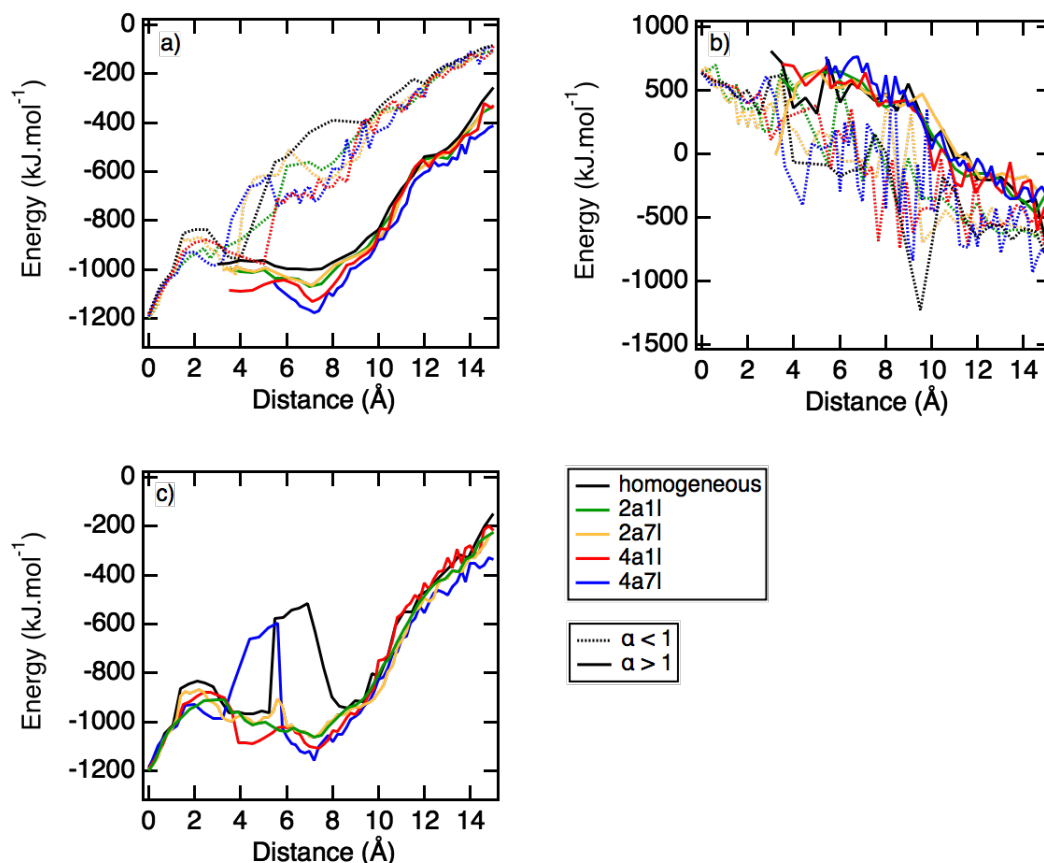 a)
0
-200
-400
-600
-800
-1000
-1200
Energy (kJ.mol⁻¹)
0 2 4 6 8 10 12 14
Distance (Å)
b)
1000
500
0
-500
-1000
-1500
Energy (kJ.mol⁻¹)
0 2 4 6 8 10 12 14
Distance (Å)
c)
0
-200
-400
-600
-800
-1000
-1200
Energy (kJ.mol⁻¹)
0 2 4 6 8 10 12 14
Distance (Å)
homogeneous
2a1l
2a7l
4a1l
4a7l
α < 1
α > 1